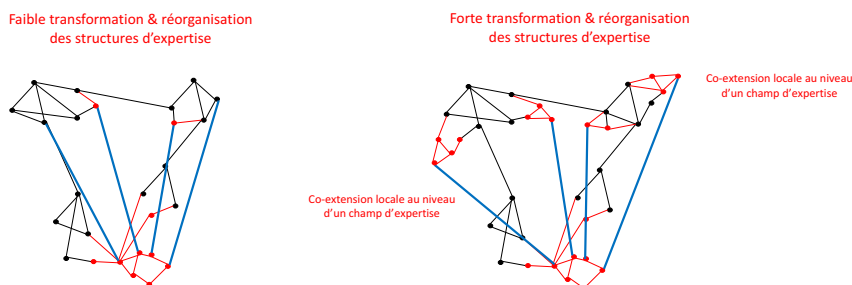 Faible transformation & réorganisation
des structures d'expertise
Forte transformation & réorganisation
des structures d'expertise
Co-extension locale au niveau
d'un champ d'expertise
Co-extension locale au niveau
d'un champ d'expertise